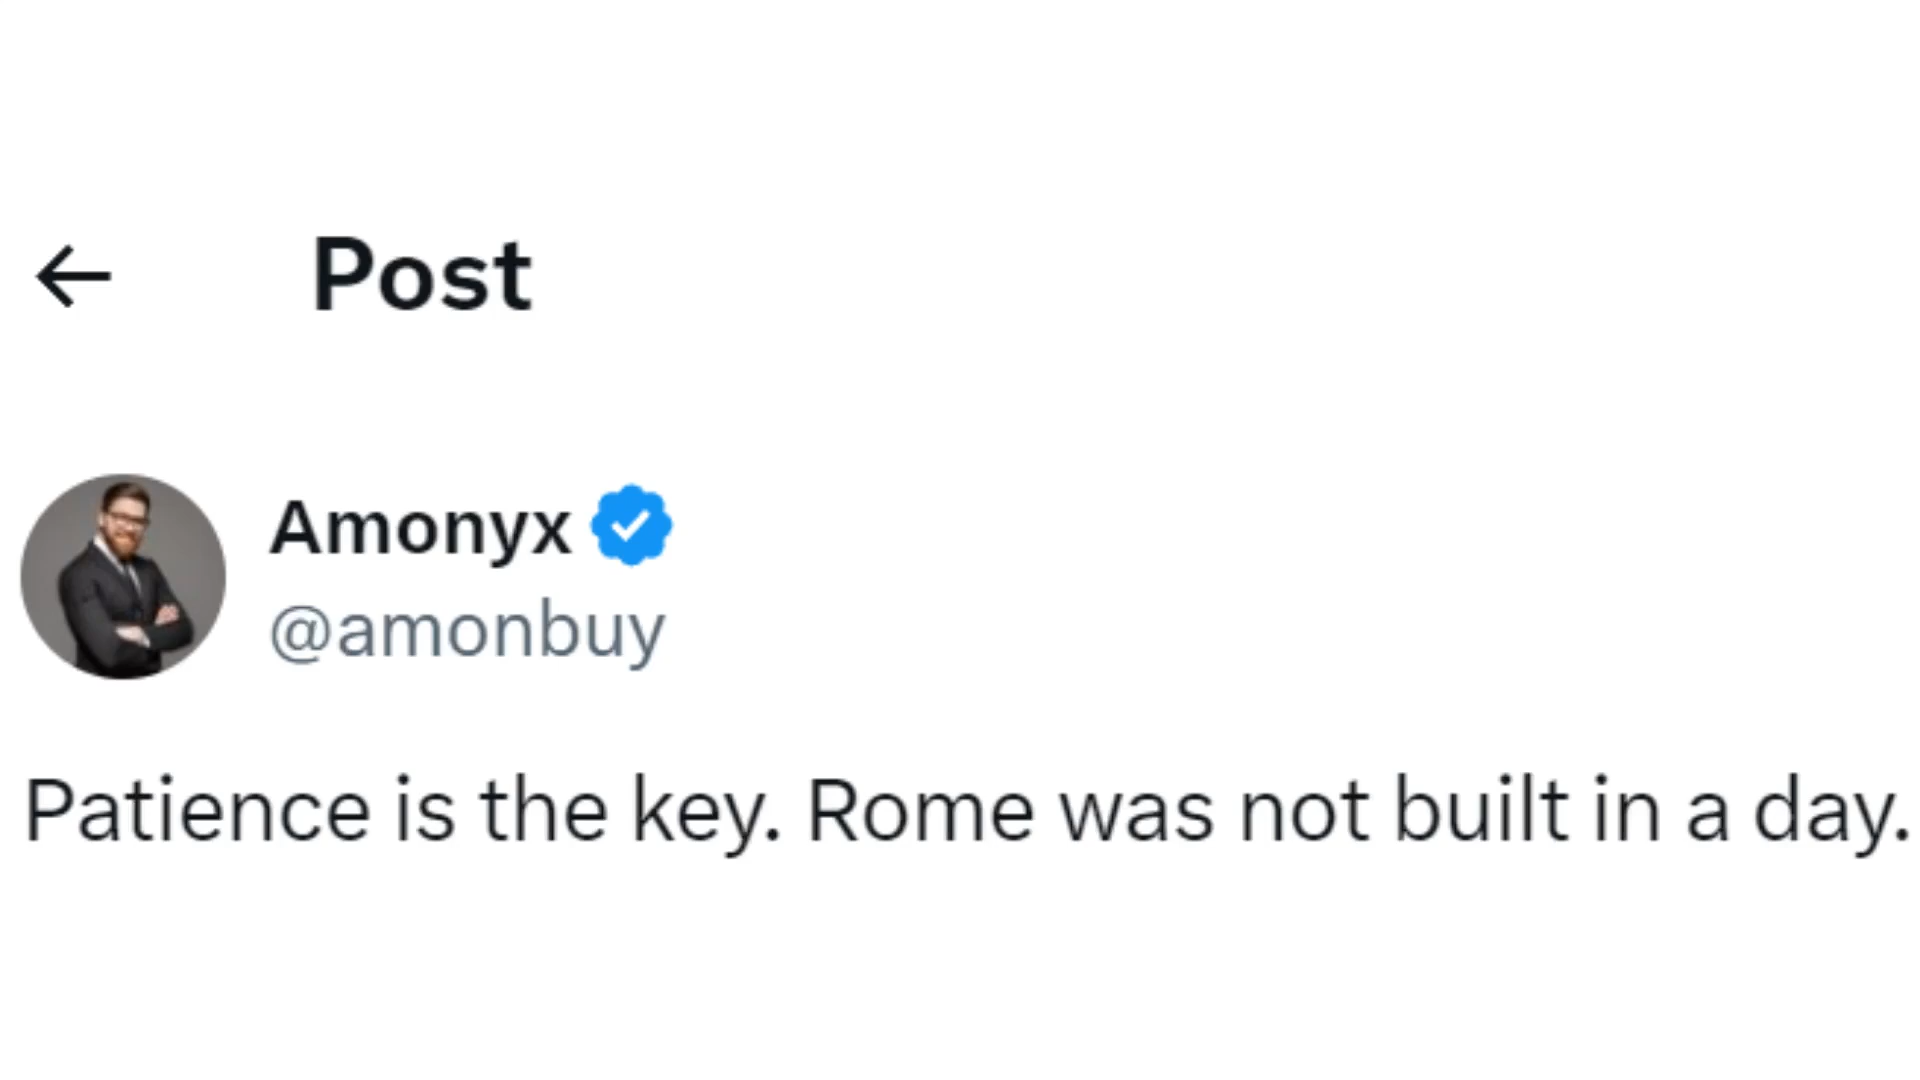 Post
Amonyx
@amonbuy
Patience is the key. Rome was not built in a day.